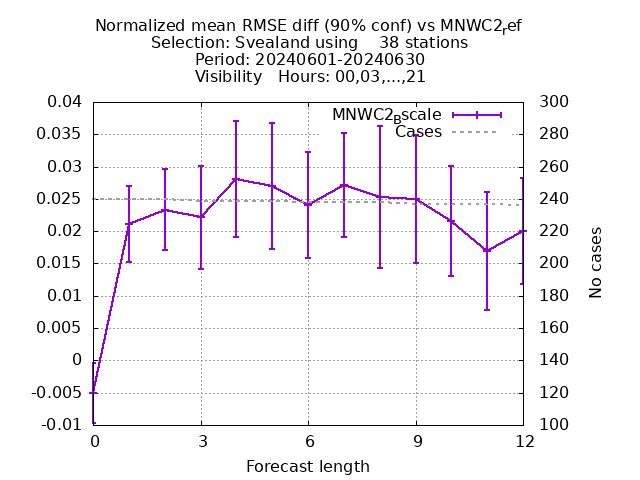 Normalized mean RMSE diff (90% conf) vs MNWC2ref
Selection: Svealand using 38 stations
Period: 20240601-20240630
Visibility Hours: 00,03,...,21
MNWC2Bscale
Cases
0.04
0.035
0.03
0.025
0.02
0.015
0.01
0.005
0
-0.005
-0.01
300
280
260
240
220
200
180
160
140
120
100
No cases
0 3 6 9 12
Forecast length